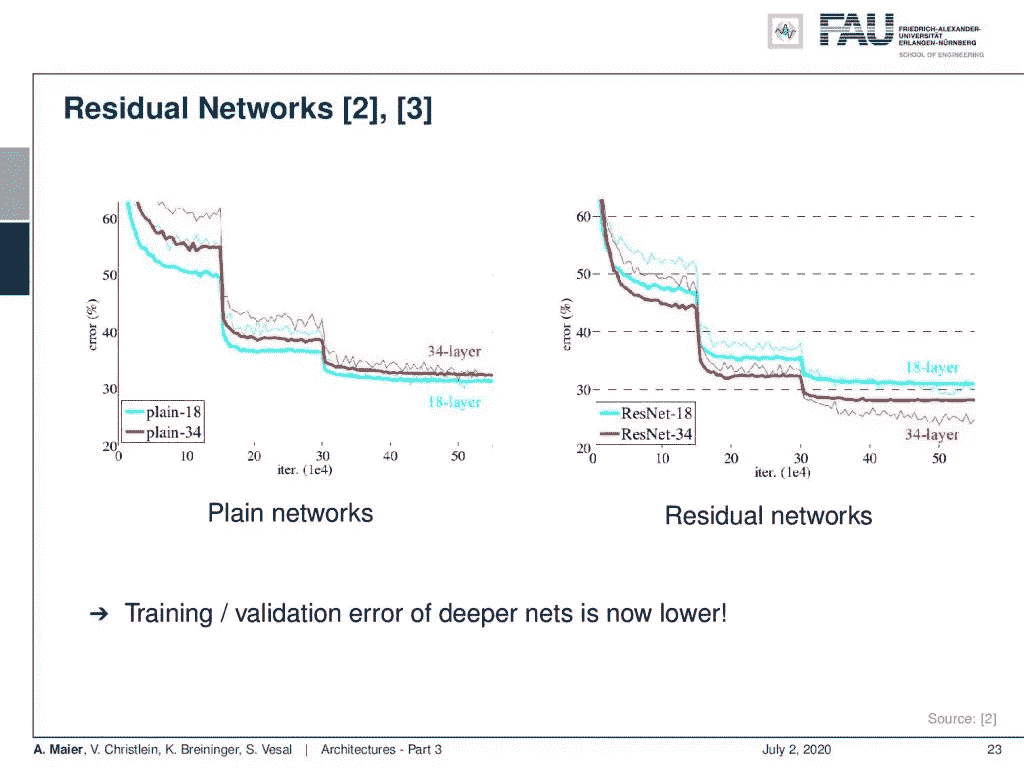 FAU
FRIEDRICH-ALEXANDER-
UNIVERSITÄT
ERLANGEN-NÜRNBERG
SCHOOL OF ENGINEERING
Residual Networks [2], [3]
60
50
40
30
20
error (%)
34-layer
18-layer
plain-18
plain-34
0 10 20 30 40 50
iter. (1e4)
Plain networks
60
50
40
30
20
error (%)
18-layer
34-layer
ResNet-18
ResNet-34
0 10 20 30 40 50
iter. (1e4)
Residual networks
➔ Training / validation error of deeper nets is now lower!
Source: [2]
A. Maier, V. Christlein, K. Breininger, S. Vesal | Architectures - Part 3 July 2, 2020 23